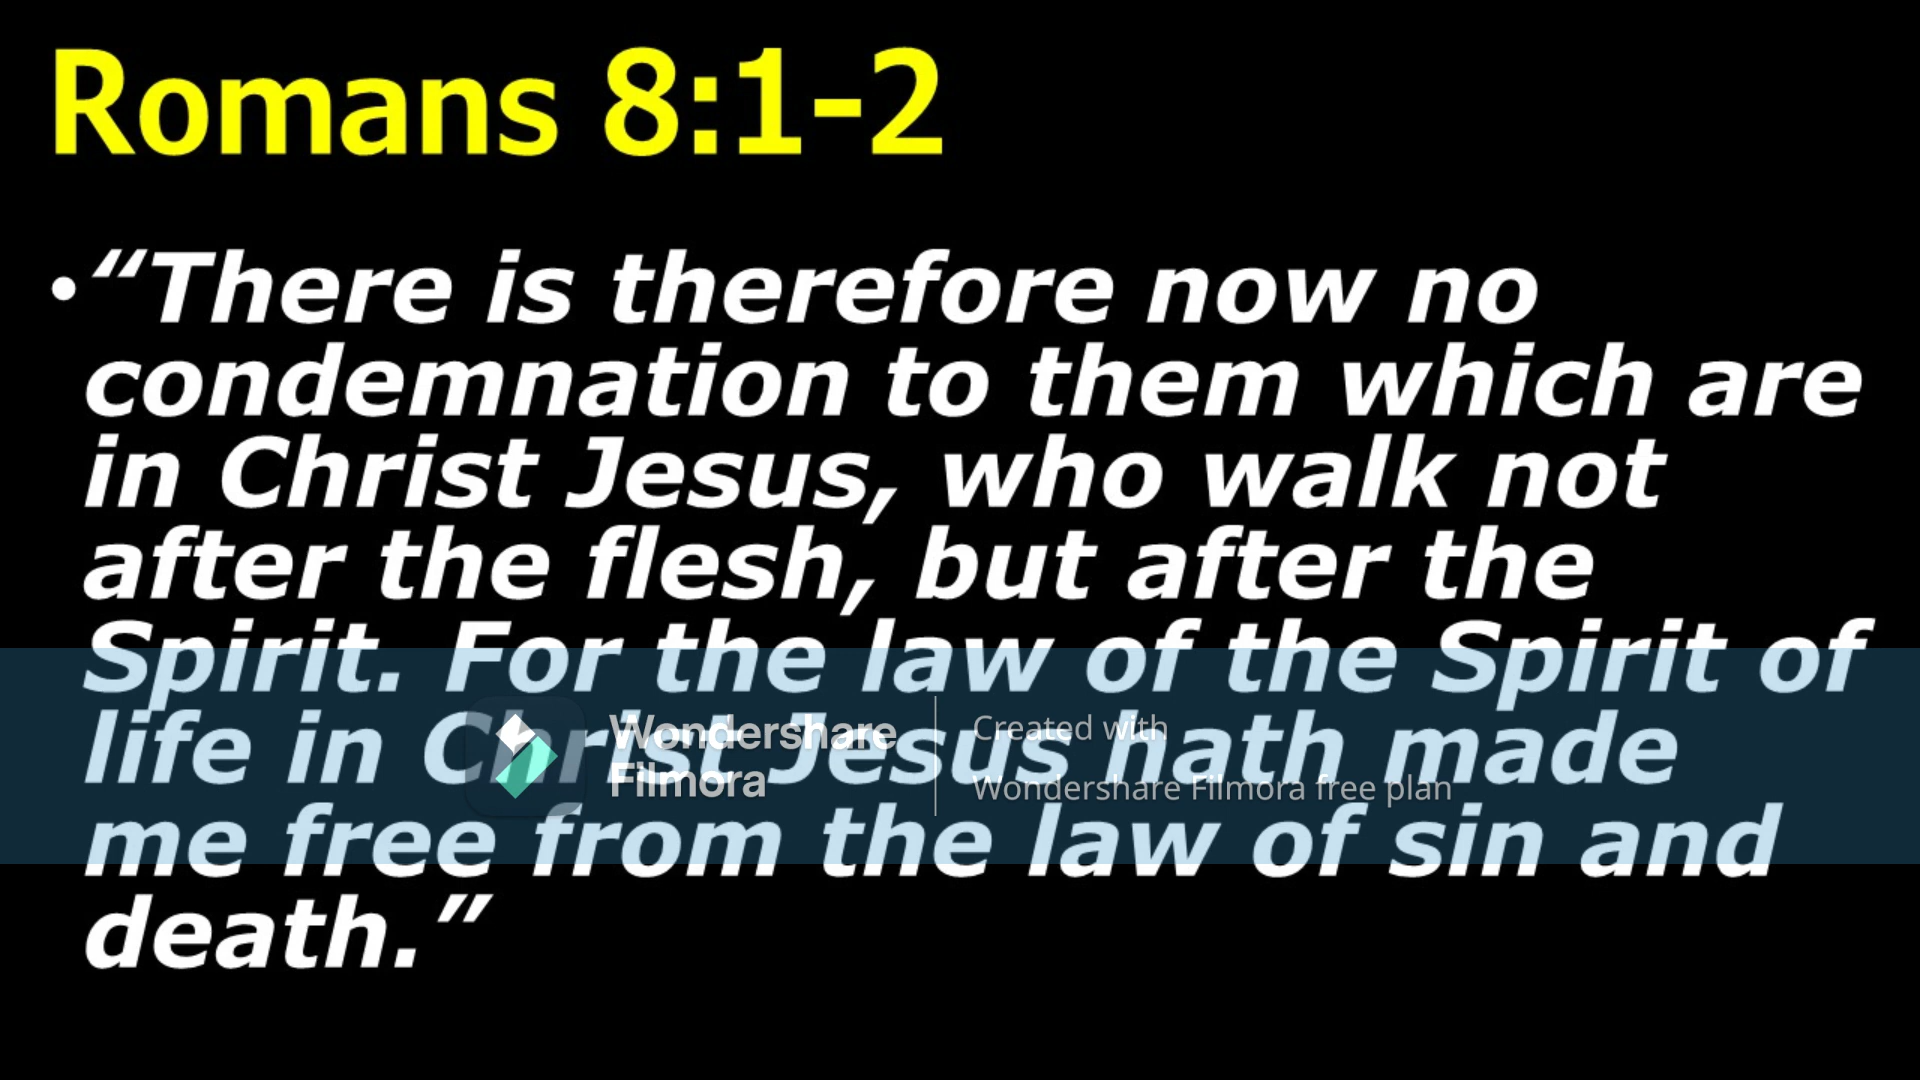 Romans 8:1-2
•“There is therefore now no
condemnation to them which are
in Christ Jesus, who walk not
after the flesh, but after the
Spirit. For the law of the Spirit of
life in Christ Jesus hath made
me free from the law of sin and
death.”
Wondershare
Filmora
Created with
Wondershare Filmora free plan